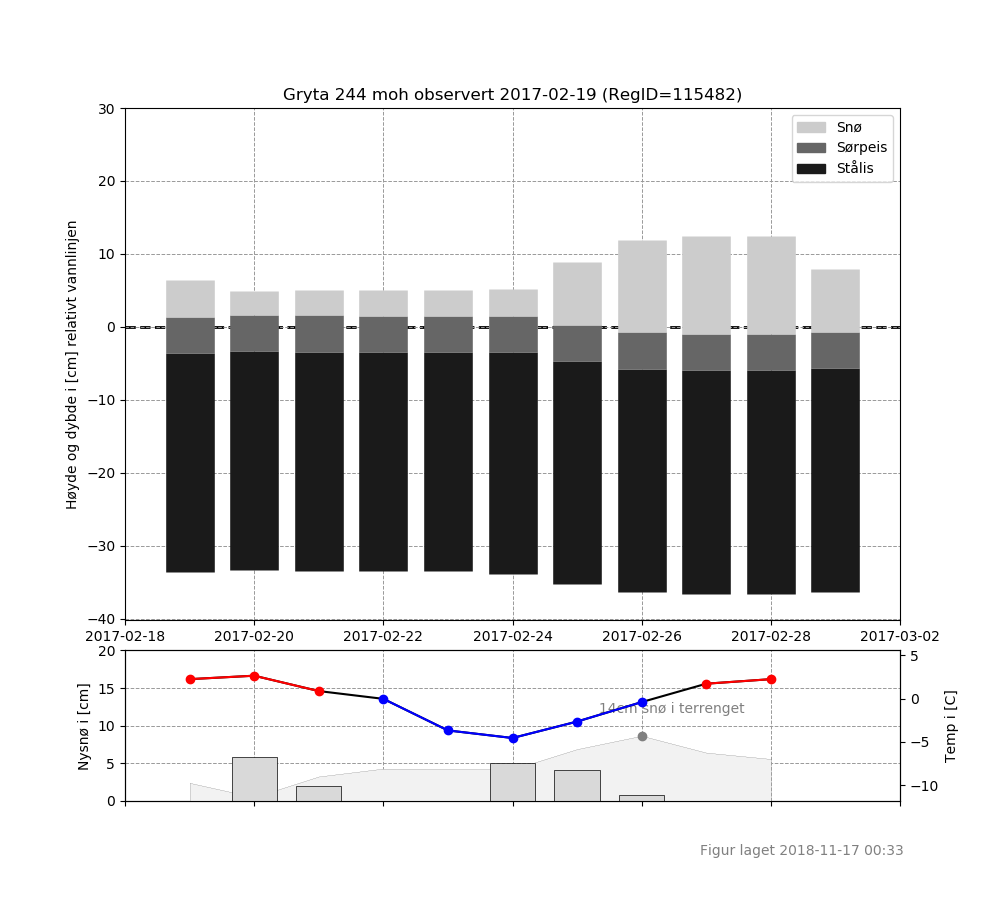 Gryta 244 moh observert 2017-02-19 (RegID=115482)
Høyde og dybde i [cm] relativt vannlinjen
30
20
10
0
−10
−20
−30
−40
Snø
Sørpeis
Stålis
2017-02-18 2017-02-20 2017-02-22 2017-02-24 2017-02-26 2017-02-28 2017-03-02
Nysnø i [cm]
20
15
10
5
0
14cm snø i terrenget
5
0
−5
−10
Temp i [C]
Figur laget 2018-11-17 00:33